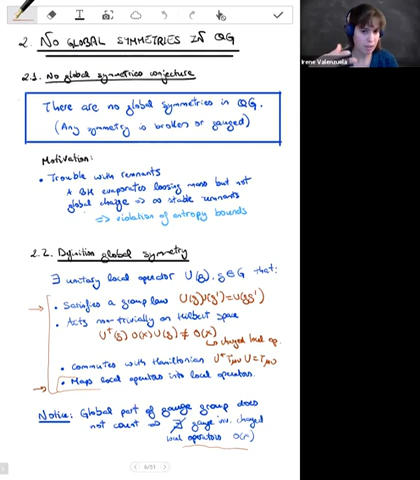 2. No GLOBAL SYMMETRIES IN QG
2.1. No global symmetries conjecture
There are no global symmetries in QG.
(Any symmetry is broken or gauged)
Motivation:
• Trouble with remnants
A BH evaporates loosing mass but not
global charge ⇒ ∞ stable remnants
⇒ violation of entropy bounds
2.2. Definition global symmetry
∃ unitary local operator U(g), g∈G that:
• Satisfies a group law U(g)U(g')=U(gg')
• Acts non-trivially on Hilbert space
U†(g) O(x) U(g) ≠ O(x)
↳ charged local op.
• Commutes with Hamiltonian U†TμνU=Tμν
• Maps local operators into local operators.
Notice: Global part of gauge group does
not count ⇒ ∄ gauge inv. charged
local operators O(x)
6/51
Irene Valenzuela